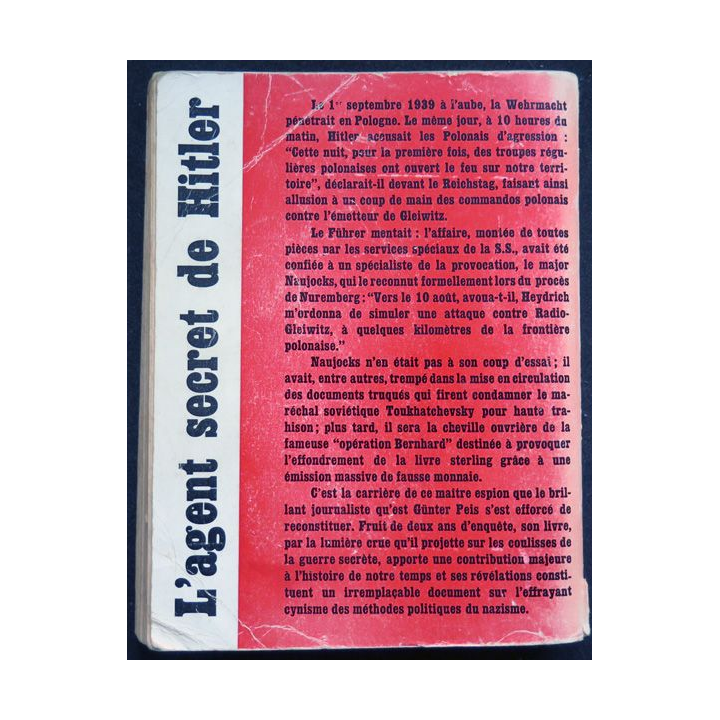 L'agent secret de Hitler
Le 1er septembre 1939 à l'aube, la Wehrmacht
pénétrait en Pologne. Le même jour, à 10 heures du
matin, Hitler accusait les Polonais d'agression :
"Cette nuit, pour la première fois, des troupes régu-
lières polonaises ont ouvert le feu sur notre terri-
toire", déclarait-il devant le Reichstag, faisant ainsi
allusion à un coup de main des commandos polonais
contre l'émetteur de Gleiwitz.
Le Führer mentait : l'affaire, montée de toutes
pièces par les services spéciaux de la S.S., avait été
confiée à un spécialiste de la provocation, le major
Naujocks, qui le reconnut formellement lors du procès
de Nuremberg : "Vers le 10 août, avoua-t-il, Heydrich
m'ordonna de simuler une attaque contre Radio-
Gleiwitz, à quelques kilomètres de la frontière
polonaise."
Naujocks n'en était pas à son coup d'essai ; il
avait, entre autres, trempé dans la mise en circulation
des documents truqués qui firent condamner le ma-
réchal soviétique Toukhatchevsky pour haute tra-
hison ; plus tard, il sera la cheville ouvrière de la
fameuse "opération Bernhard" destinée à provoquer
l'effondrement de la livre sterling grâce à une
émission massive de fausse monnaie.
C'est la carrière de ce maître espion que le bril-
lant journaliste qu'est Günter Peis s'est efforcé de
reconstituer. Fruit de deux ans d'enquête, son livre,
par la lumière crue qu'il projette sur les coulisses de
la guerre secrète, apporte une contribution majeure
à l'histoire de notre temps et ses révélations consti-
tuent un irremplaçable document sur l'effrayant
cynisme des méthodes politiques du nazisme.